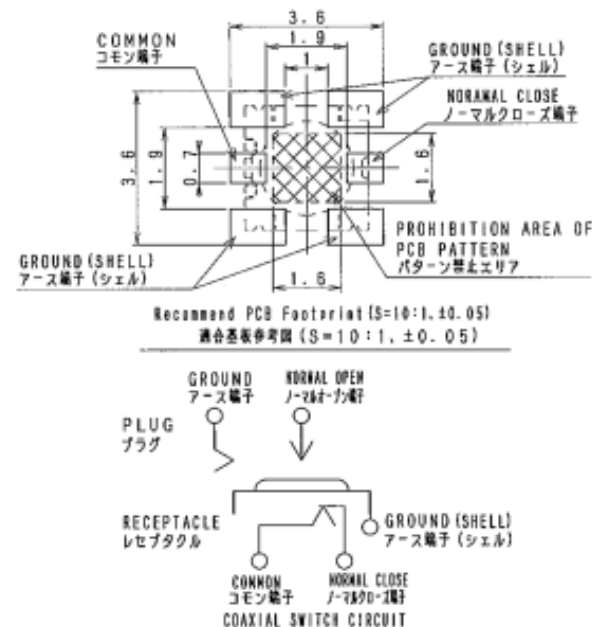 3.6
1.9
1
COMMON
コモン端子
GROUND(SHELL)
アース端子(シェル)
NORAMAL CLOSE
ノーマルクローズ端子
3.6
1.9
0.7
1.6
PROHIBITION AREA OF
PCB PATTERN
パターン禁止エリア
GROUND(SHELL)
アース端子(シェル)
1.6
Recommend PCB Footprint(S=10:1,±0.05)
適合基板参考図(S=10:1,±0.05)
GROUND
アース端子
NORMAL OPEN
ノーマルオープン端子
PLUG
プラグ
RECEPTACLE
レセプタクル
GROUND(SHELL)
アース端子(シェル)
COMMON
コモン端子
NORMAL CLOSE
ノーマルクローズ端子
COAXIAL SWITCH CIRCUIT